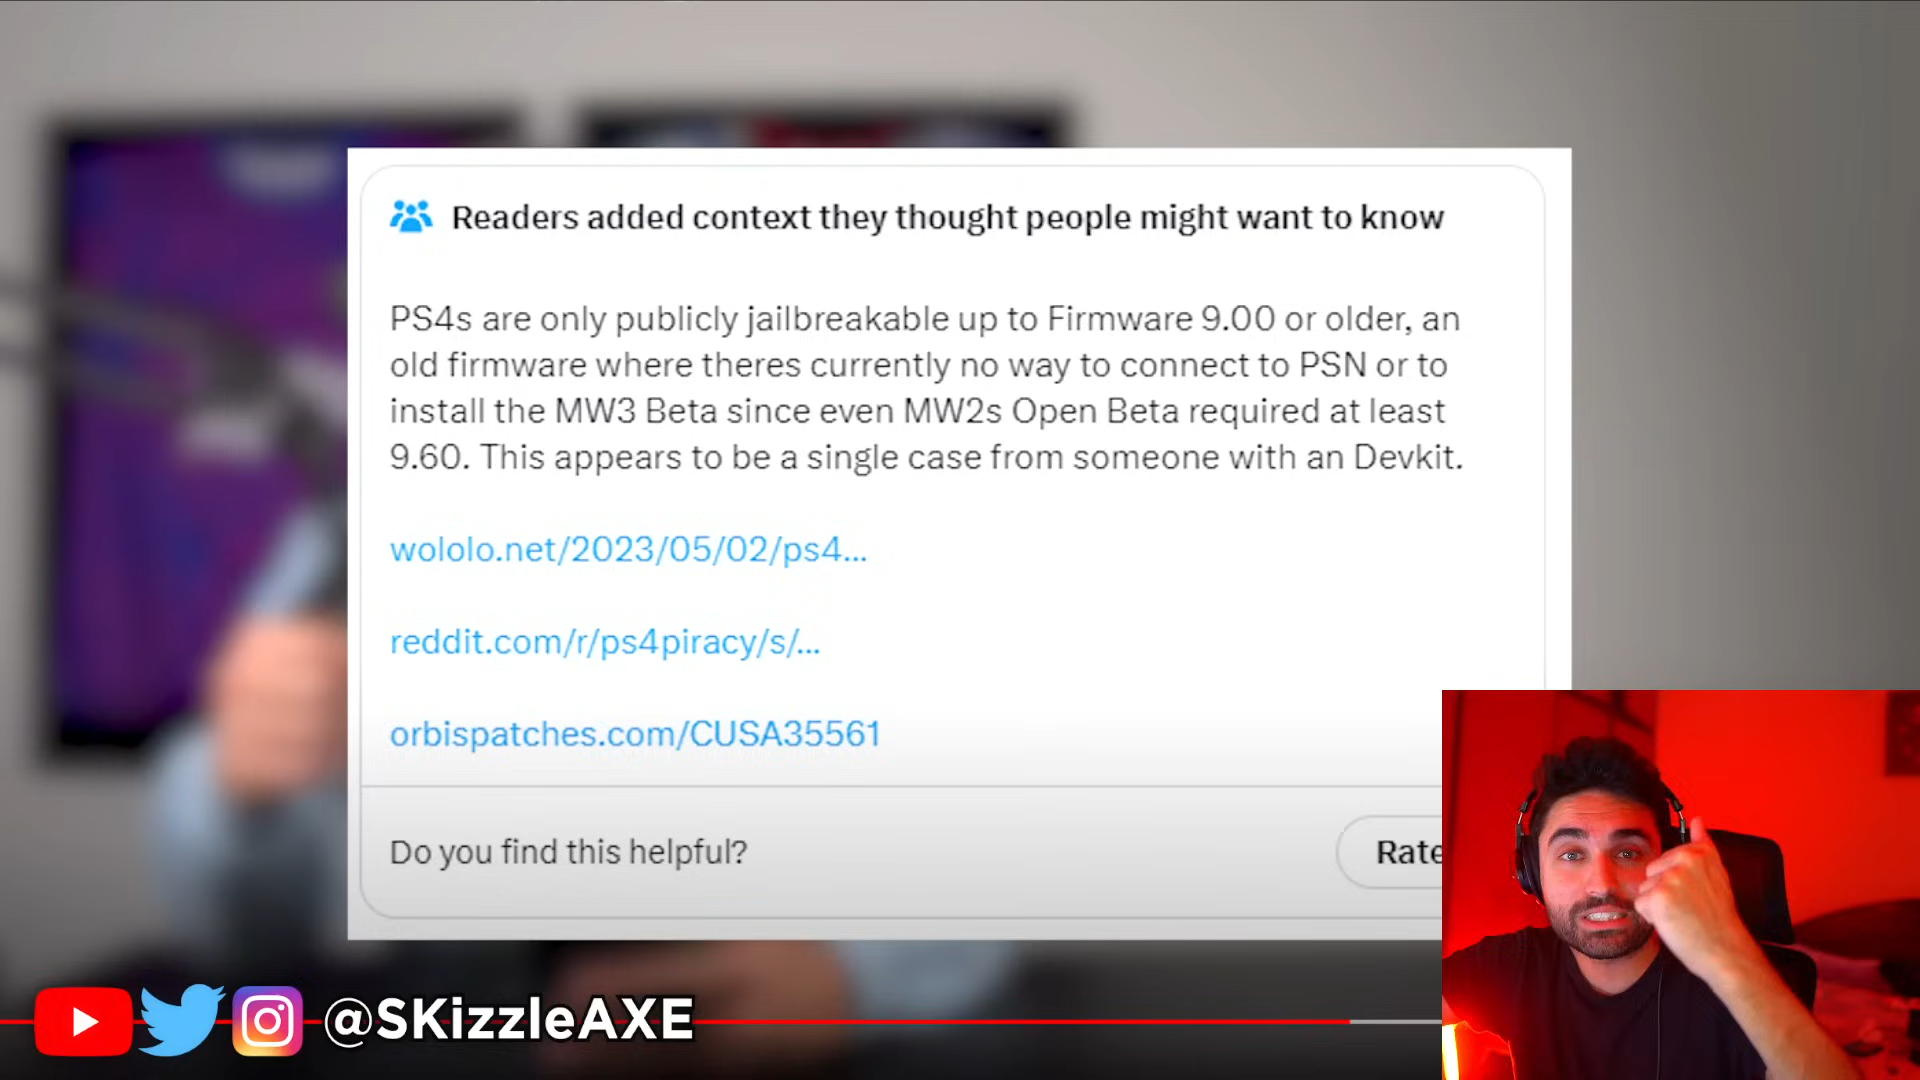 Readers added context they thought people might want to know
PS4s are only publicly jailbreakable up to Firmware 9.00 or older, an
old firmware where theres currently no way to connect to PSN or to
install the MW3 Beta since even MW2s Open Beta required at least
9.60. This appears to be a single case from someone with an Devkit.
wololo.net/2023/05/02/ps4...
reddit.com/r/ps4piracy/s/...
orbispatches.com/CUSA35561
Do you find this helpful?
Rate
@SKizzleAXE